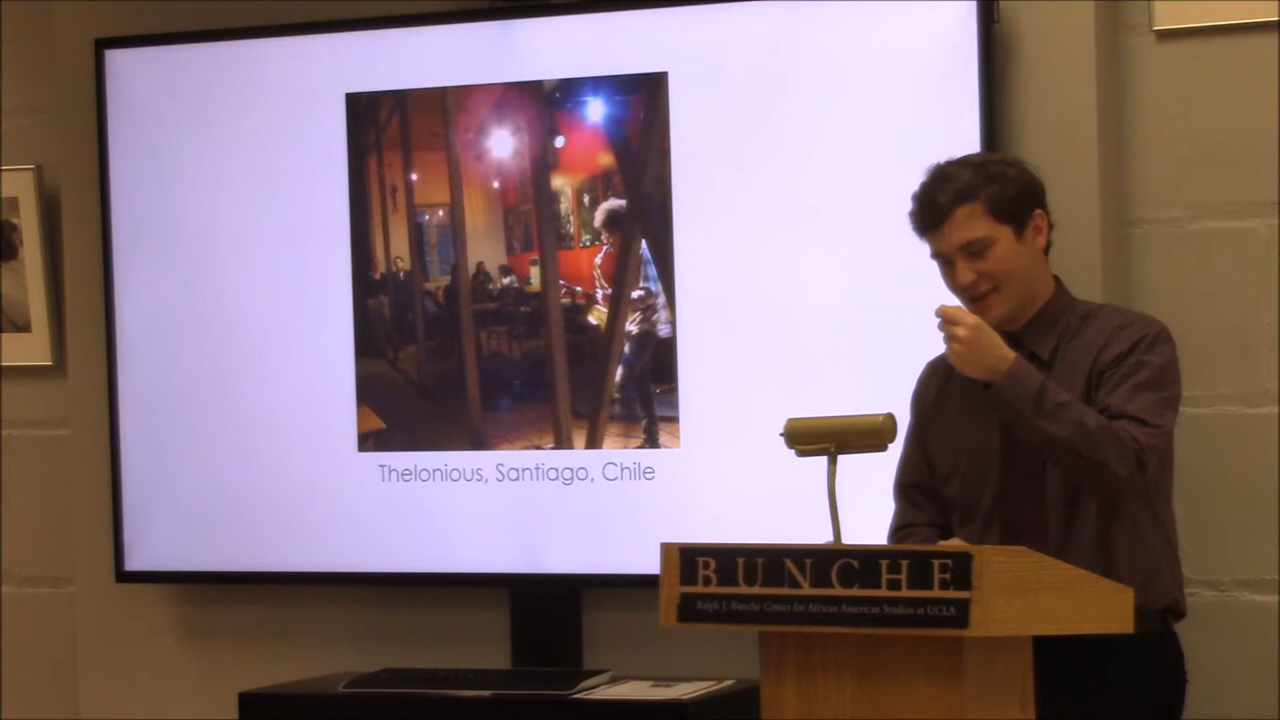 Thelonious, Santiago, Chile
BUNCHE
Ralph J. Bunche Center for African American Studies at UCLA